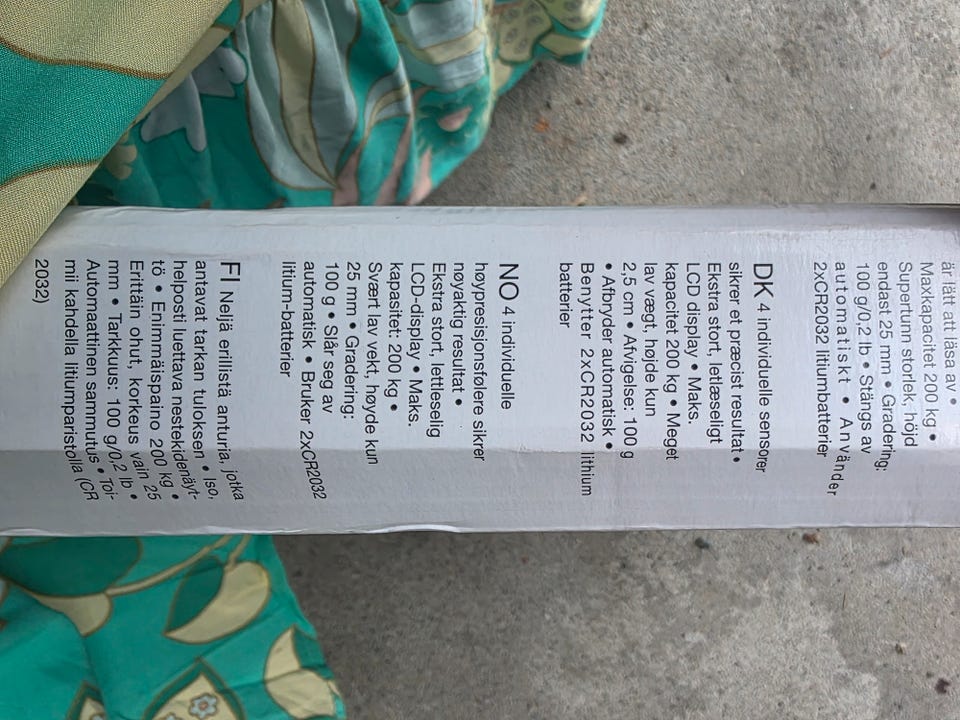 är lätt att läsa av •
Maxkapacitet 200 kg •
Supertunn storlek, höjd
endast 25 mm • Gradering:
100 g/0,2 lb • Stängs av
automatiskt • Använder
2xCR2032 litiumbatterier
DK 4 individuelle sensorer
sikrer et præcist resultat •
Ekstra stort, letlæseligt
LCD display • Maks.
kapacitet 200 kg • Meget
lav vægt, højde kun
2,5 cm • Afvigelse: 100 g
• Afbryder automatisk •
Benytter 2xCR2032 lithium
batterier
NO 4 individuelle
høypresisjonsfølere sikrer
nøyaktig resultat •
Ekstra stort, lettleselig
LCD-display • Maks.
kapasitet: 200 kg •
Svært lav vekt, høyde kun
25 mm • Gradering:
100 g • Slår seg av
automatisk • Bruker 2xCR2032
litium-batterier
FI Neljä erillistä anturia, jotka
antavat tarkan tuloksen • Iso,
helposti luettava nestekidenäyt-
tö • Enimmäispaino 200 kg •
Erittäin ohut, korkeus vain 25
mm • Tarkkuus: 100 g/0,2 lb •
Automaattinen sammutus • Toi-
mii kahdella litiumparistolla (CR
2032)